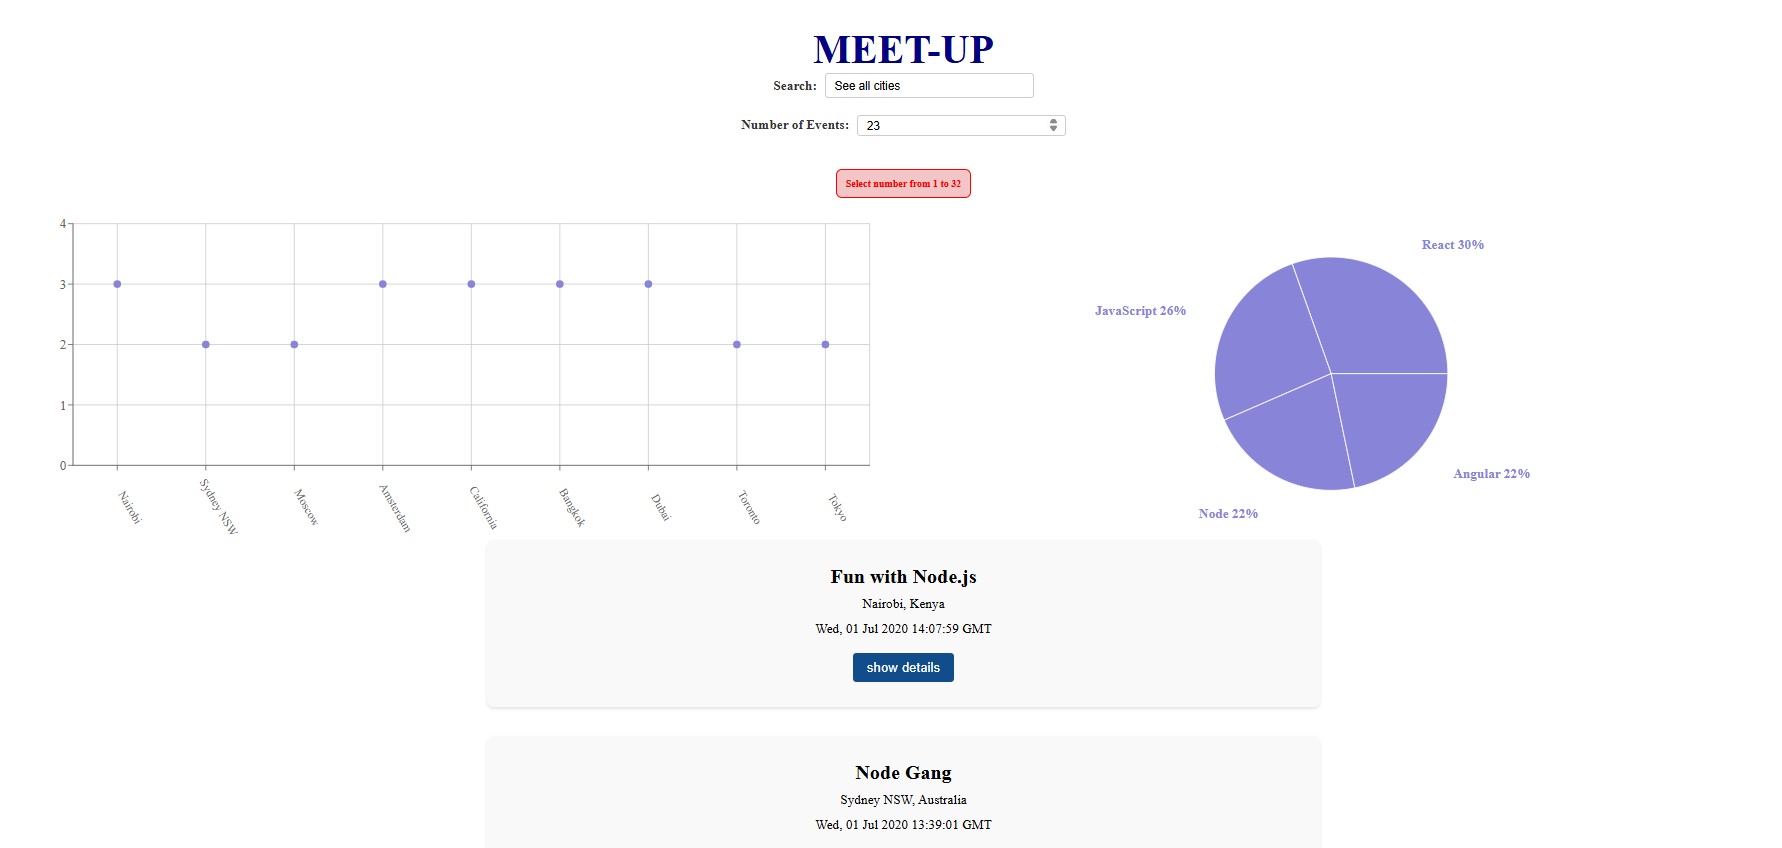 MEET-UP
Search: See all cities
Number of Events: 23
Select number from 1 to 32
4
3
2
1
0
Nairobi
Sydney NSW
Moscow
Amsterdam
California
Bangkok
Dubai
Toronto
Tokyo
React 30%
JavaScript 26%
Angular 22%
Node 22%
Fun with Node.js
Nairobi, Kenya
Wed, 01 Jul 2020 14:07:59 GMT
show details
Node Gang
Sydney NSW, Australia
Wed, 01 Jul 2020 13:39:01 GMT